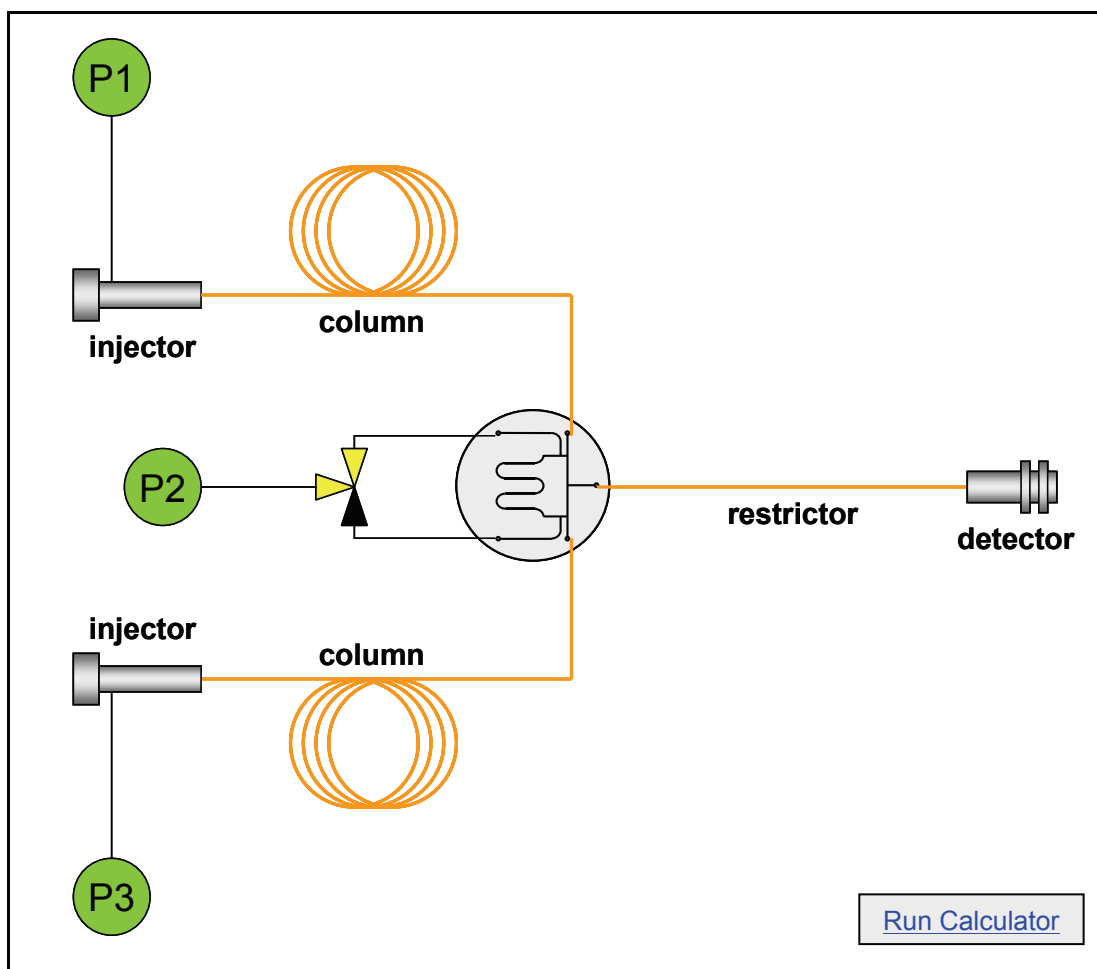 P1
column
injector
P2
restrictor
detector
injector
column
P3
Run Calculator